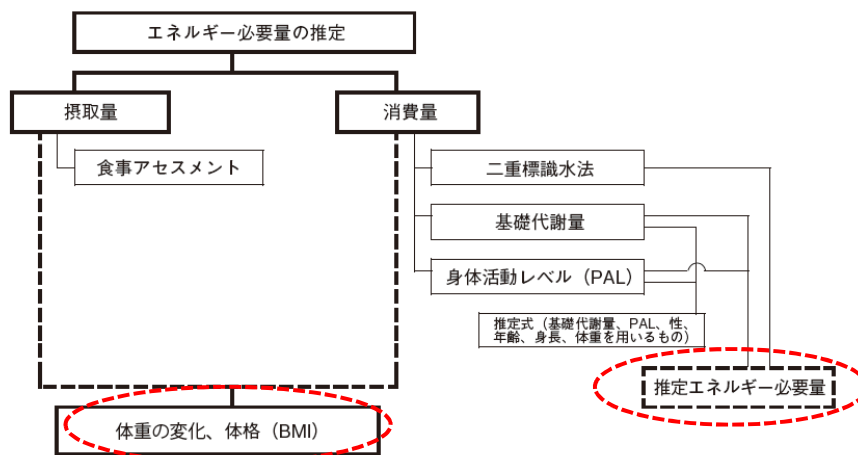 エネルギー必要量の推定
摂取量
消費量
食事アセスメント
二重標識水法
基礎代謝量
身体活動レベル（PAL）
推定式（基礎代謝量、PAL、性、
年齢、身長、体重を用いるもの）
推定エネルギー必要量
体重の変化、体格（BMI）